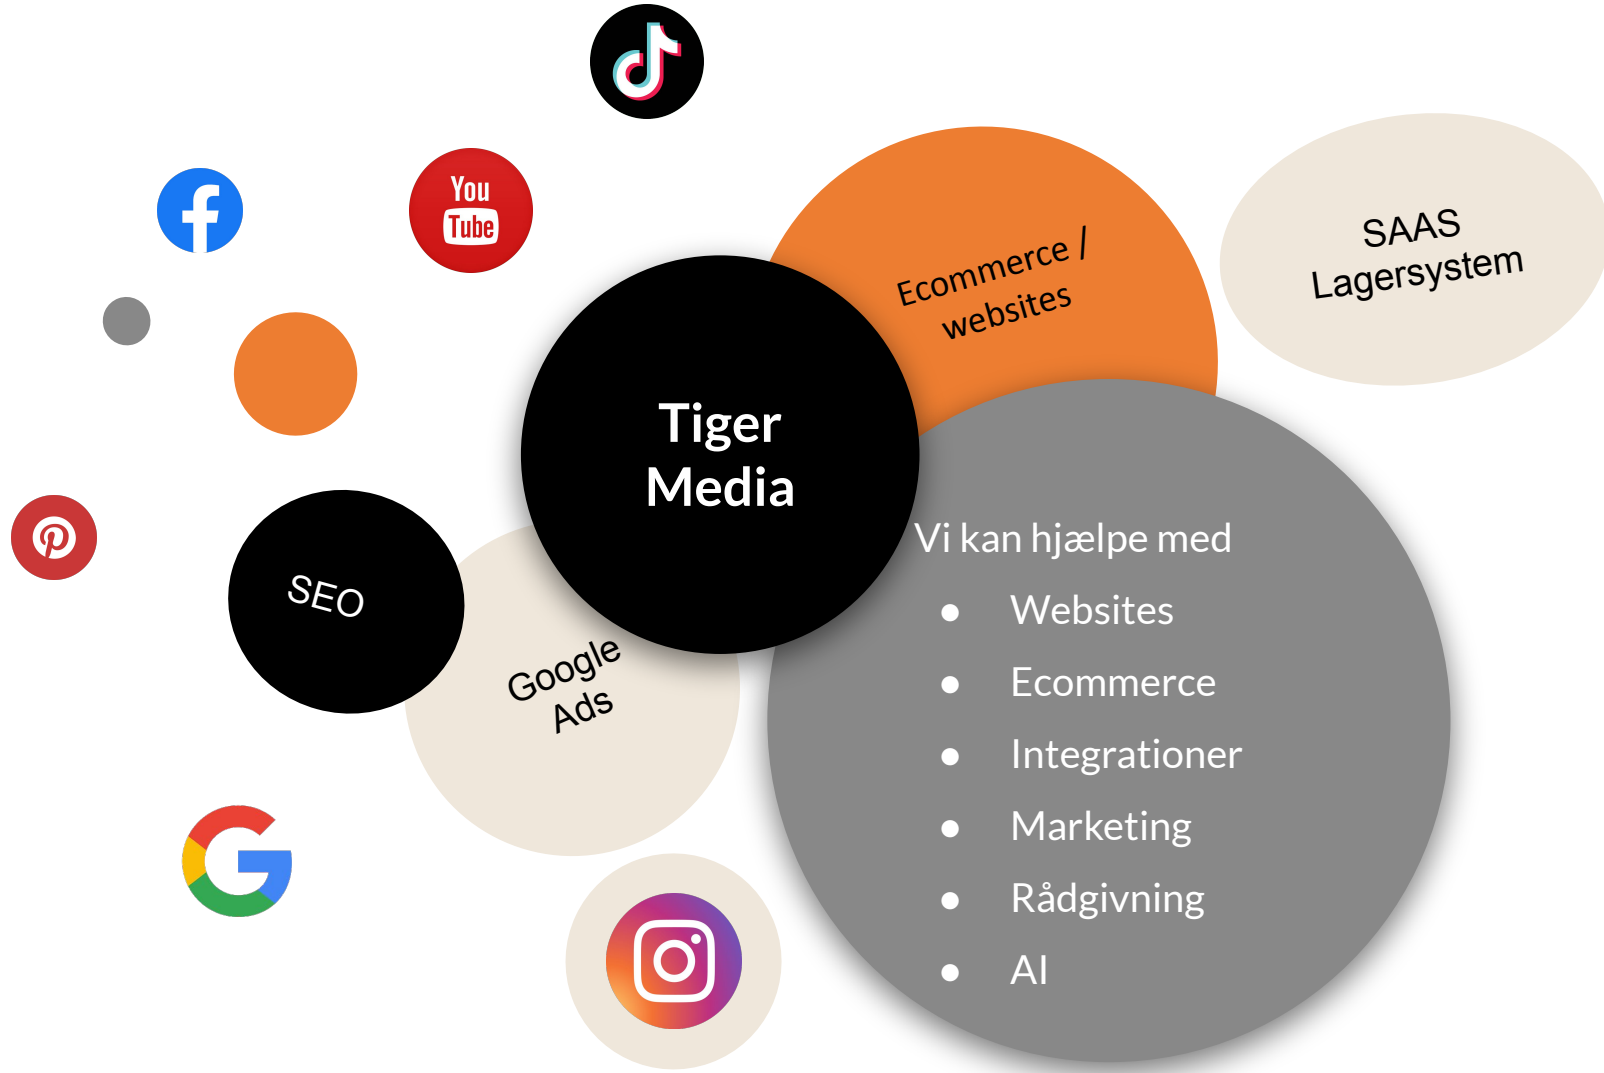 You
Tube
Ecommerce /
websites
SAAS
Lagersystem
Tiger
Media
SEO
Google
Ads
Vi kan hjælpe med
● Websites
● Ecommerce
● Integrationer
● Marketing
● Rådgivning
● AI